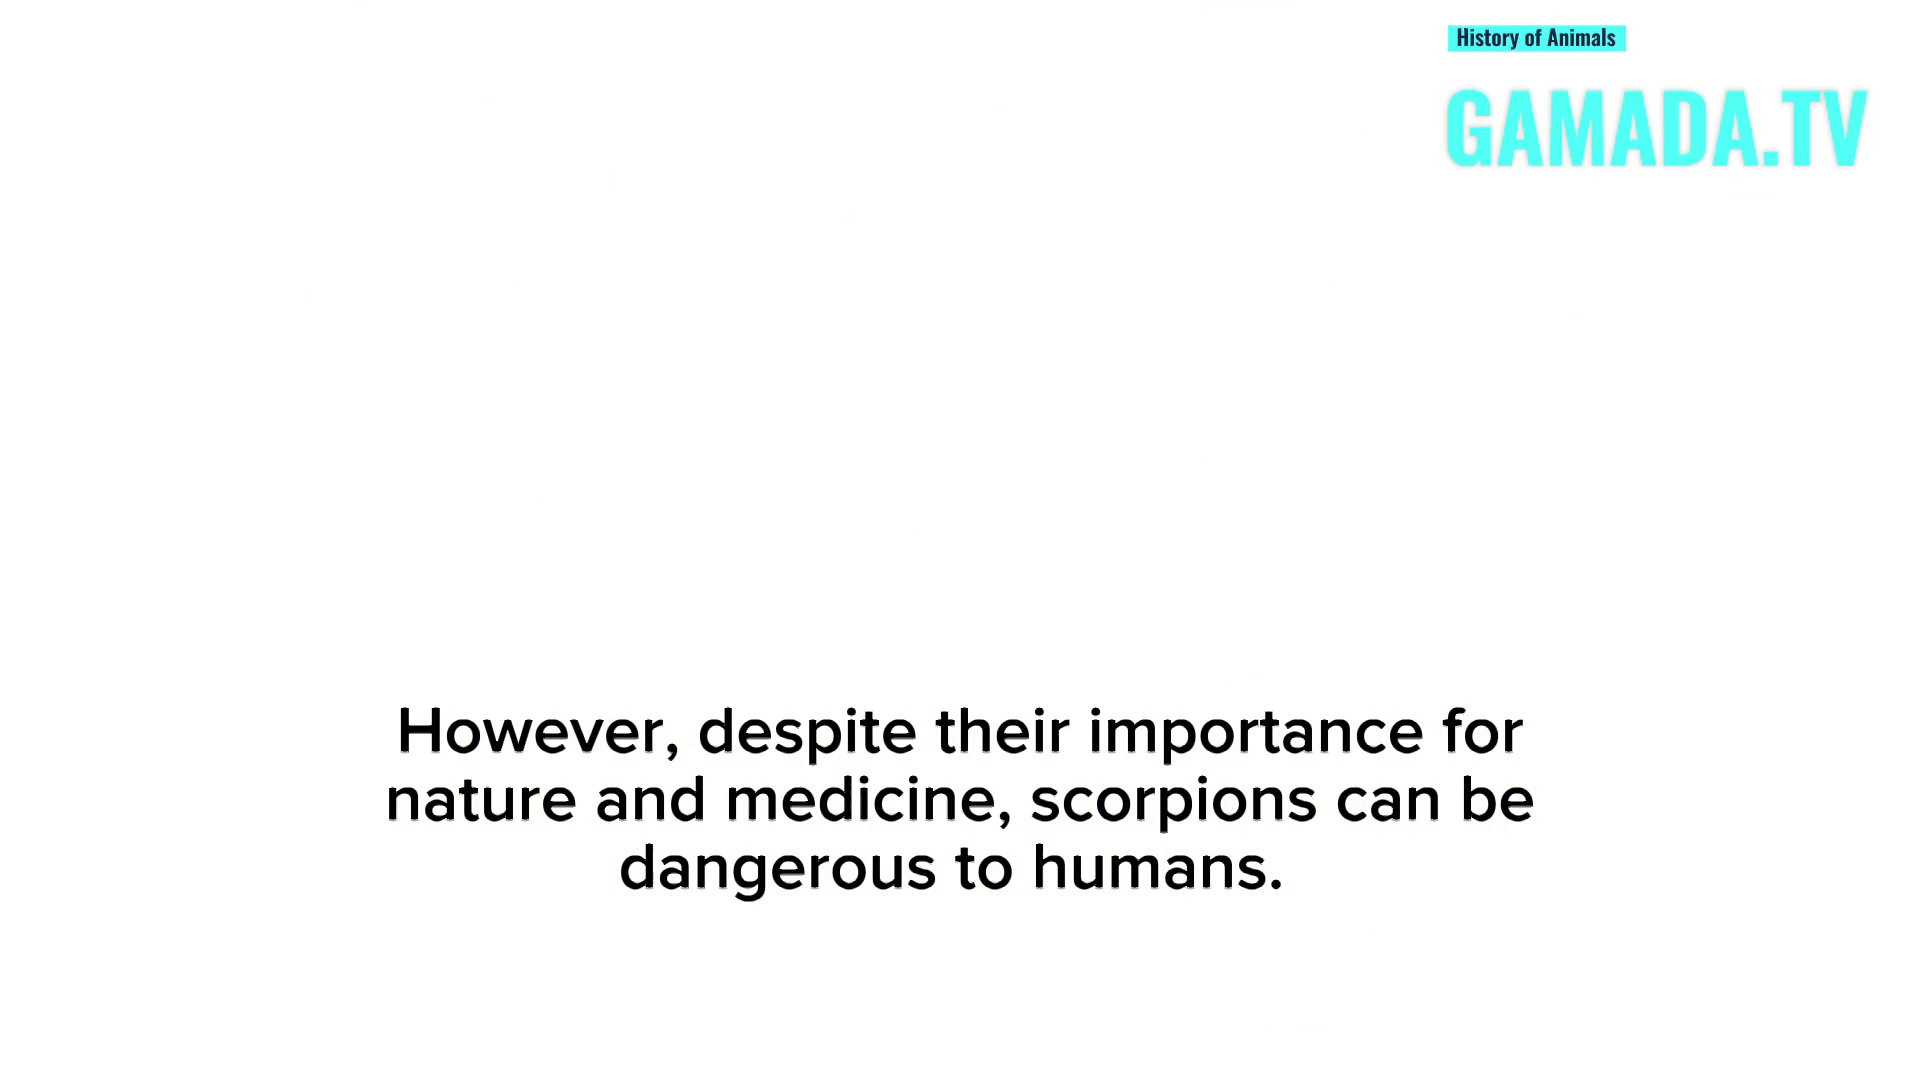 History of Animals
GAMADA.TV
However, despite their importance for
nature and medicine, scorpions can be
dangerous to humans.